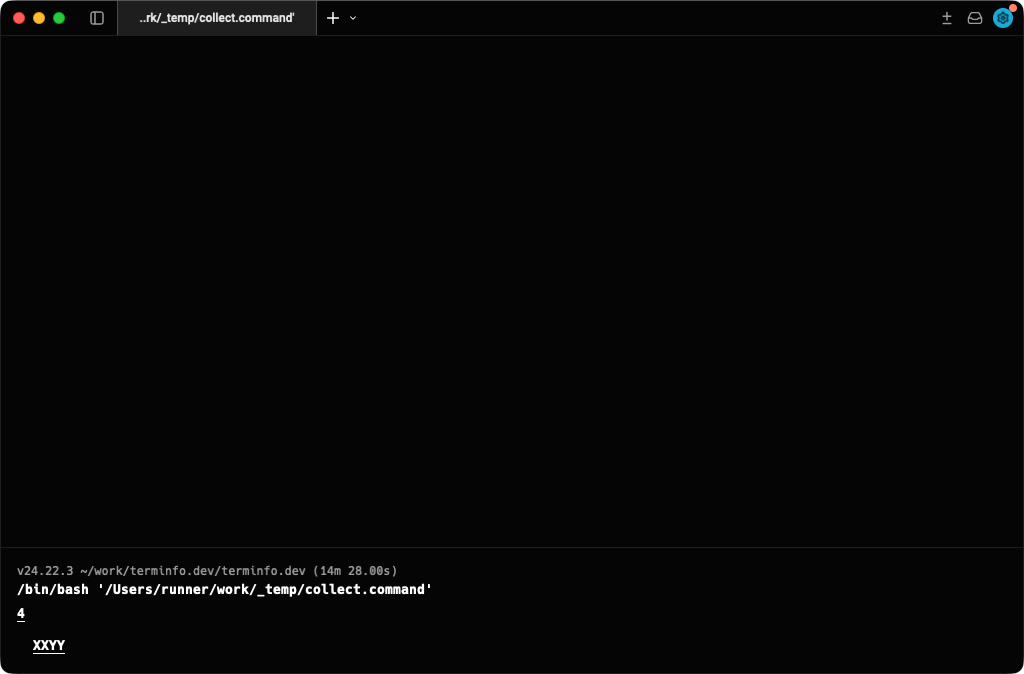 ..rk/_temp/collect.command'
v24.22.3 ~/work/terminfo.dev/terminfo.dev (14m 28.00s)
/bin/bash '/Users/runner/work/_temp/collect.command'
4
XXYY